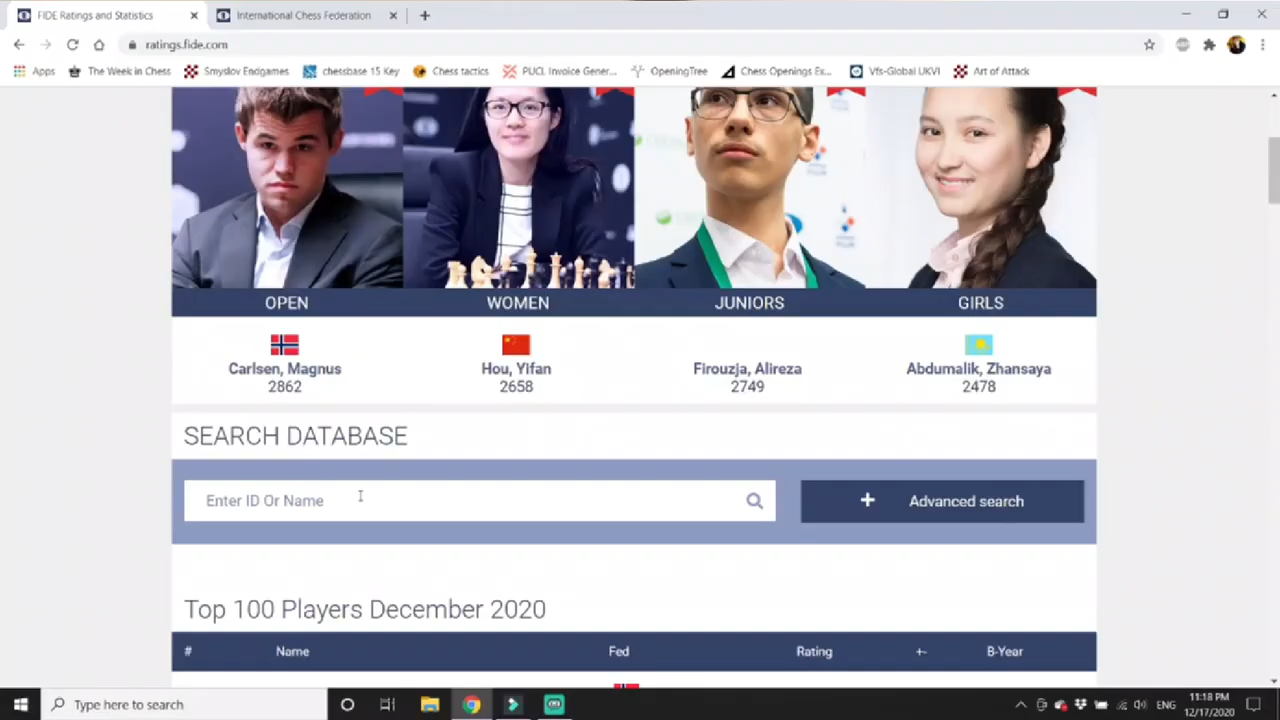 FIDE Ratings and Statistics
International Chess Federation
ratings.fide.com
Apps
The Week in Chess
Smyslov Endgames
chessbase 15 Key
Chess tactics
PUCL Invoice Gener...
OpeningTree
Chess Openings Ex...
Vfs-Global UKVI
Art of Attack
OPEN
WOMEN
JUNIORS
GIRLS
Carlsen, Magnus
Hou, Yifan
Firouzja, Alireza
Abdumalik, Zhansaya
2862
2658
2749
2478
SEARCH DATABASE
Enter ID Or Name
Advanced search
Top 100 Players December 2020
# Name Fed Rating +- B-Year
Type here to search
ENG
11:18 PM
12/17/2020